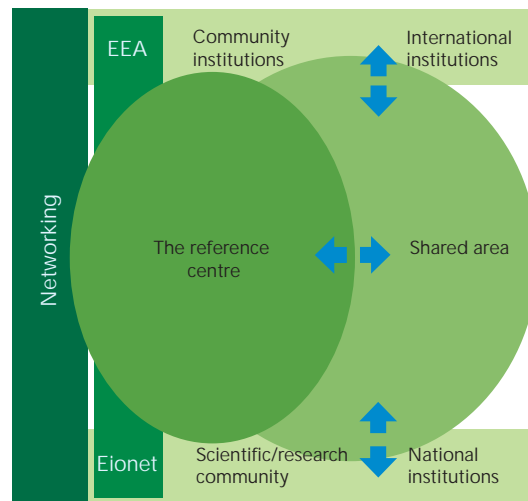 EEA
Community
institutions
International
institutions
Networking
The reference
centre
Shared area
Eionet
Scientific/research
community
National
institutions